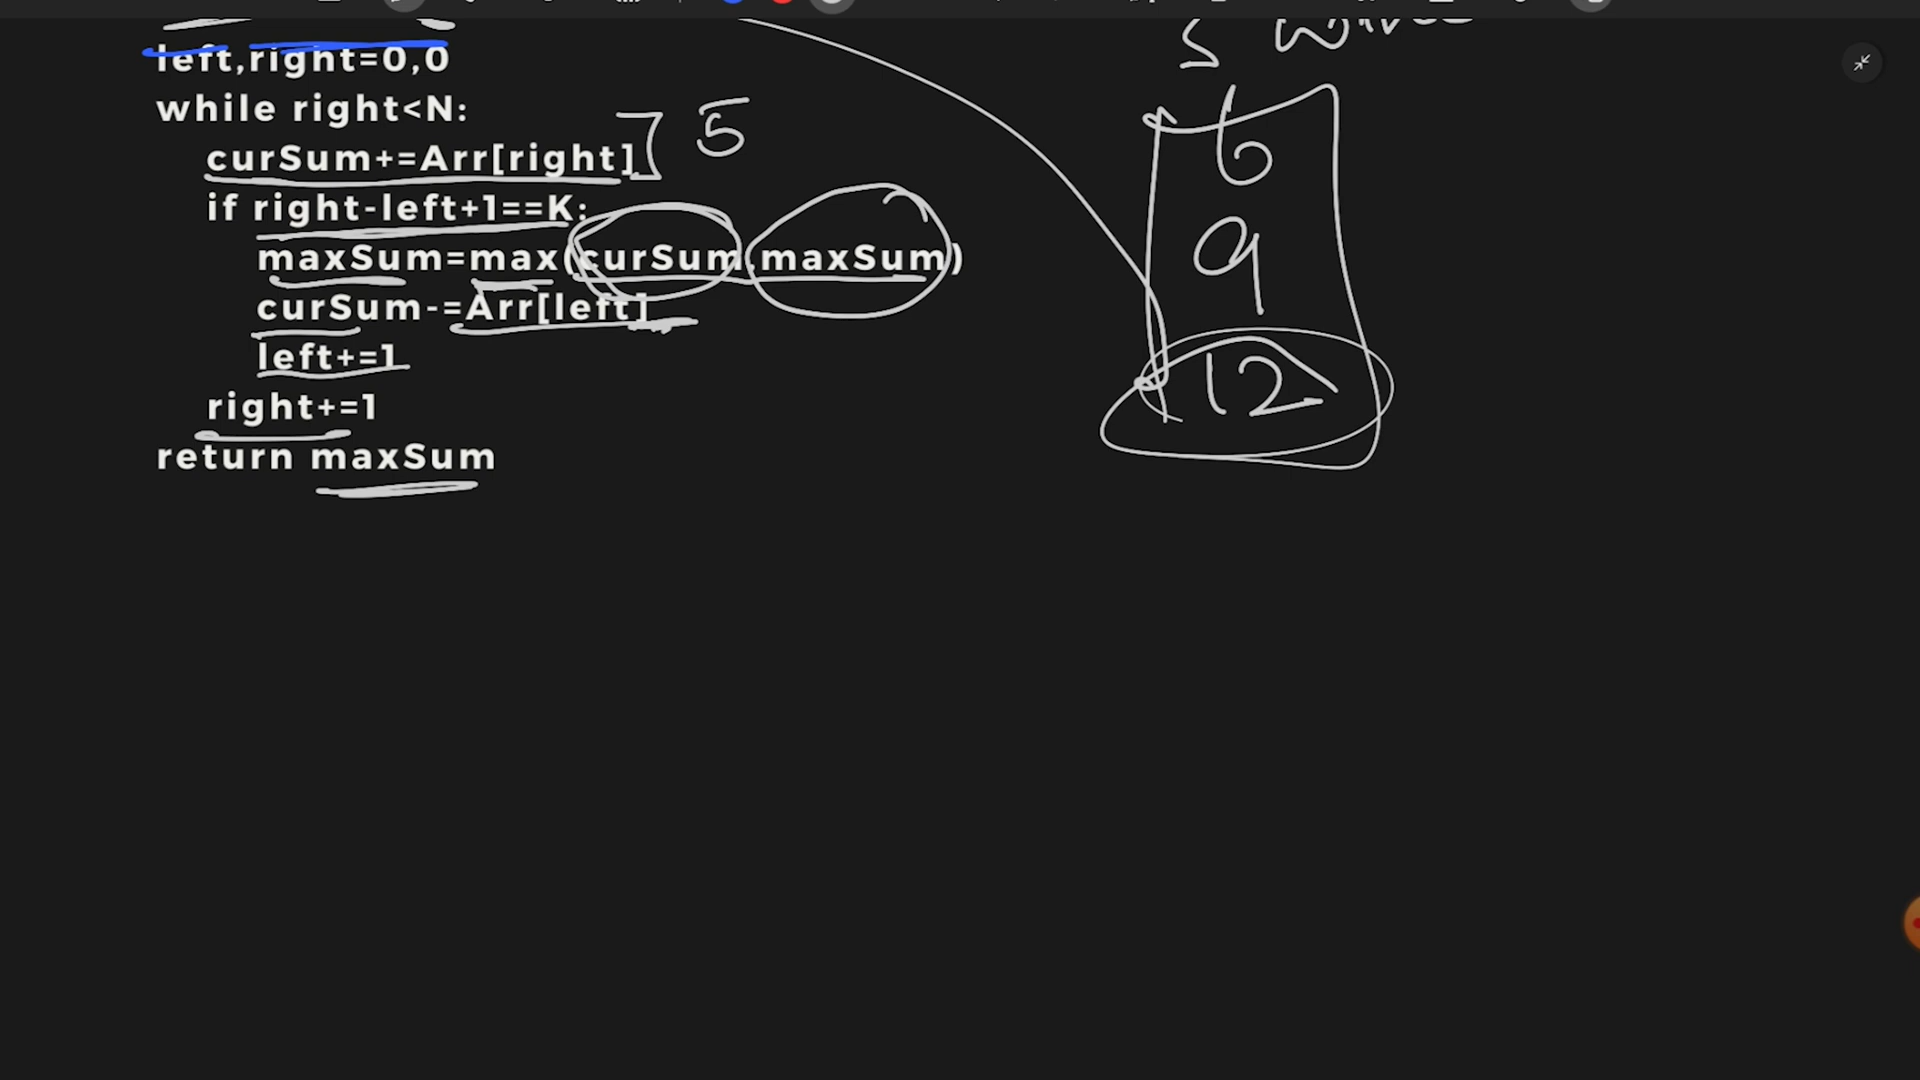 left,right=0,0
while right<N:
curSum+=Arr[right]
5
if right-left+1==K:
maxSum=max(curSum,maxSum)
curSum-=Arr[left]
left+=1
right+=1
return maxSum
6
9
12